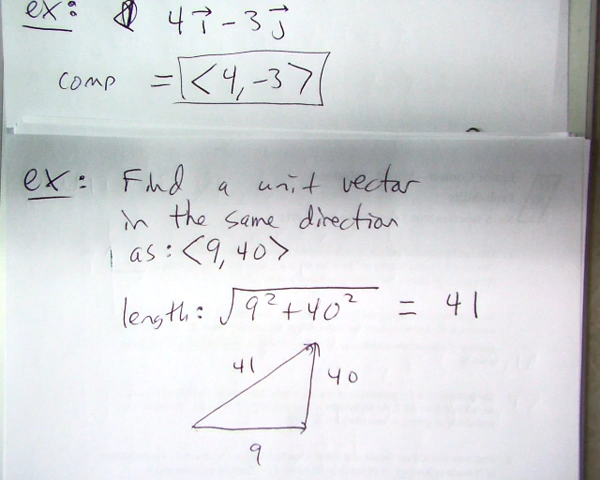 ex: 4i⃗ - 3j⃗
comp = <4, -3>
ex: Find a unit vector
in the same direction
as: <9, 40>
length: √(9² + 40²) = 41
41
40
9